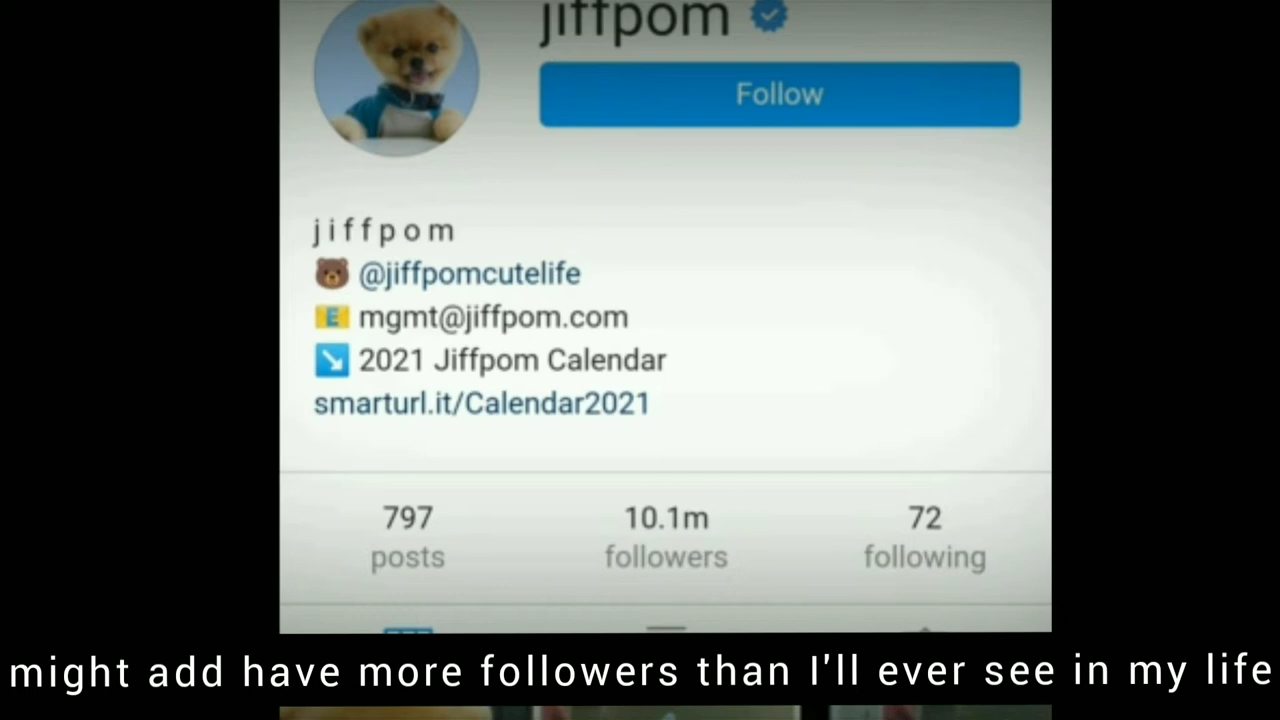 jiffpom
Follow
j i f f p o m
@jiffpomcutelife
E mgmt@jiffpom.com
2021 Jiffpom Calendar
smarturl.it/Calendar2021
797 10.1m 72
posts followers following
might add have more followers than I'll ever see in my life